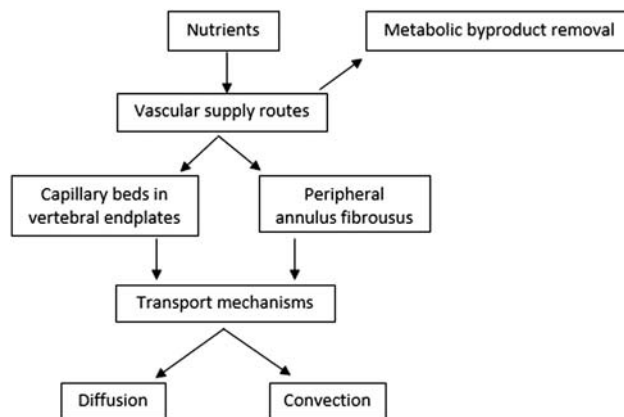 Nutrients
Metabolic byproduct removal
Vascular supply routes
Capillary beds in
vertebral endplates
Peripheral
annulus fibrousus
Transport mechanisms
Diffusion
Convection